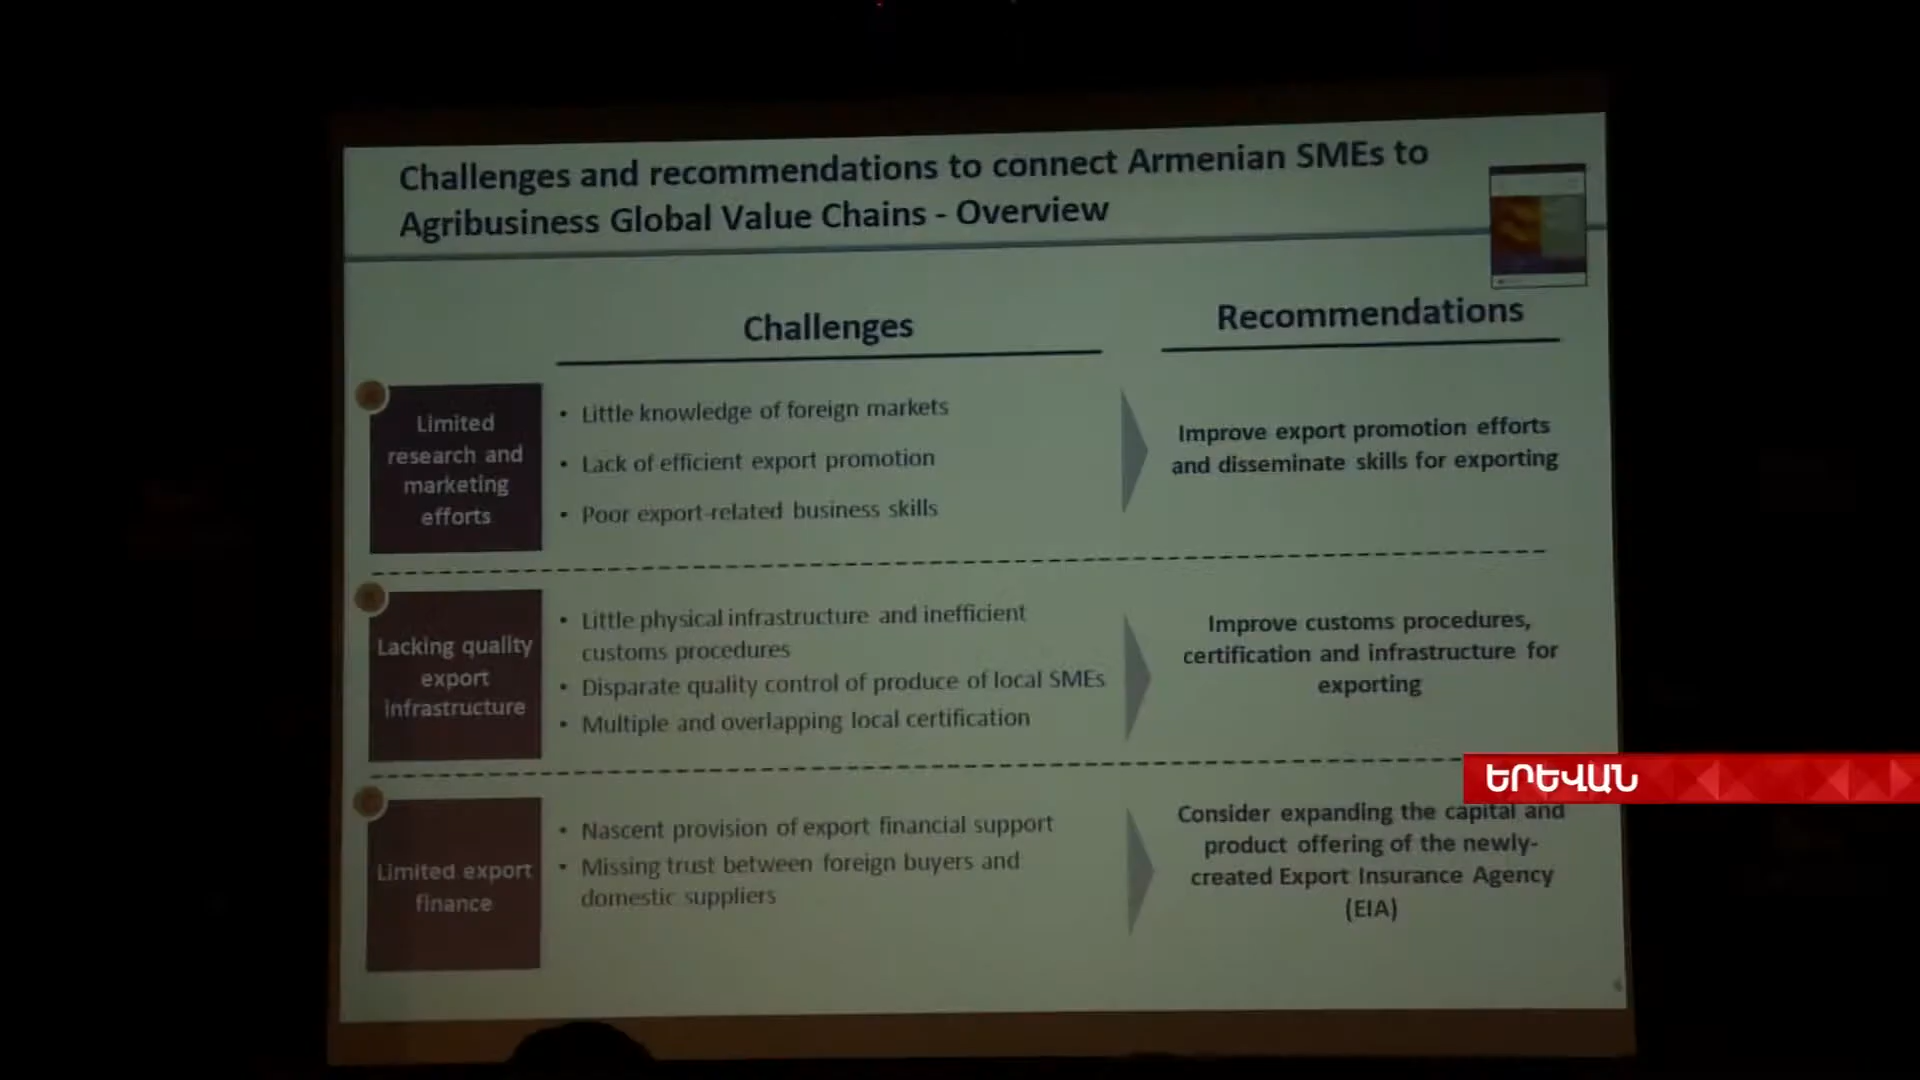 Challenges and recommendations to connect Armenian SMEs to
Agribusiness Global Value Chains - Overview
Challenges
Recommendations
Limited
research and
marketing
efforts
• Little knowledge of foreign markets
• Lack of efficient export promotion
• Poor export-related business skills
Improve export promotion efforts
and disseminate skills for exporting
Lacking quality
export
infrastructure
• Little physical infrastructure and inefficient
customs procedures
• Disparate quality control of produce of local SMEs
• Multiple and overlapping local certification
Improve customs procedures,
certification and infrastructure for
exporting
ԵՐԵՎԱՆ
Limited export
finance
• Nascent provision of export financial support
• Missing trust between foreign buyers and
domestic suppliers
Consider expanding the capital and
product offering of the newly-
created Export Insurance Agency
(EIA)